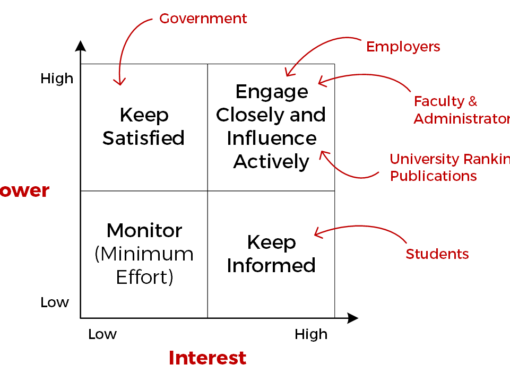 Government
Employers
High
Keep
Satisfied
Engage
Closely and
Influence
Actively
Faculty &
Administrator
University Rankin
Publications
ower
Monitor
(Minimum
Effort)
Keep
Informed
Students
Low
Low
High
Interest